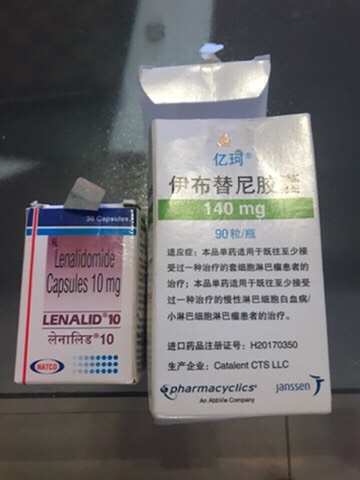 30 Capsules
Lenalidomide
Capsules 10 mg
LENALID® 10
लेनालिड® 10
NATCO
亿珂®
伊布替尼胶囊
140 mg
90粒/瓶
适应症：本品单药适用于既往至少接
受过一种治疗的套细胞淋巴瘤患者的
治疗；本品单药适用于既往至少接
受过一种治疗的慢性淋巴细胞白血病/
小淋巴细胞淋巴瘤患者的治疗。
进口药品注册证号：H20170350
生产企业：Catalent CTS LLC
pharmacyclics®
An AbbVie Company
janssen